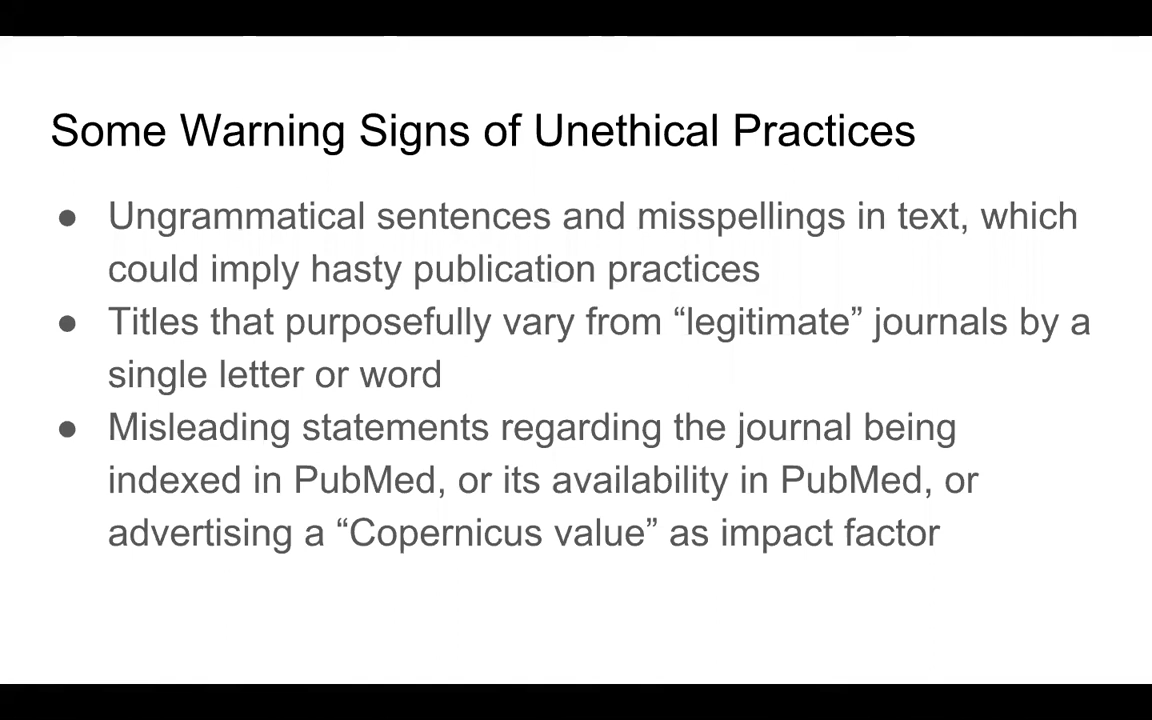 Some Warning Signs of Unethical Practices
● Ungrammatical sentences and misspellings in text, which
could imply hasty publication practices
● Titles that purposefully vary from “legitimate” journals by a
single letter or word
● Misleading statements regarding the journal being
indexed in PubMed, or its availability in PubMed, or
advertising a “Copernicus value” as impact factor